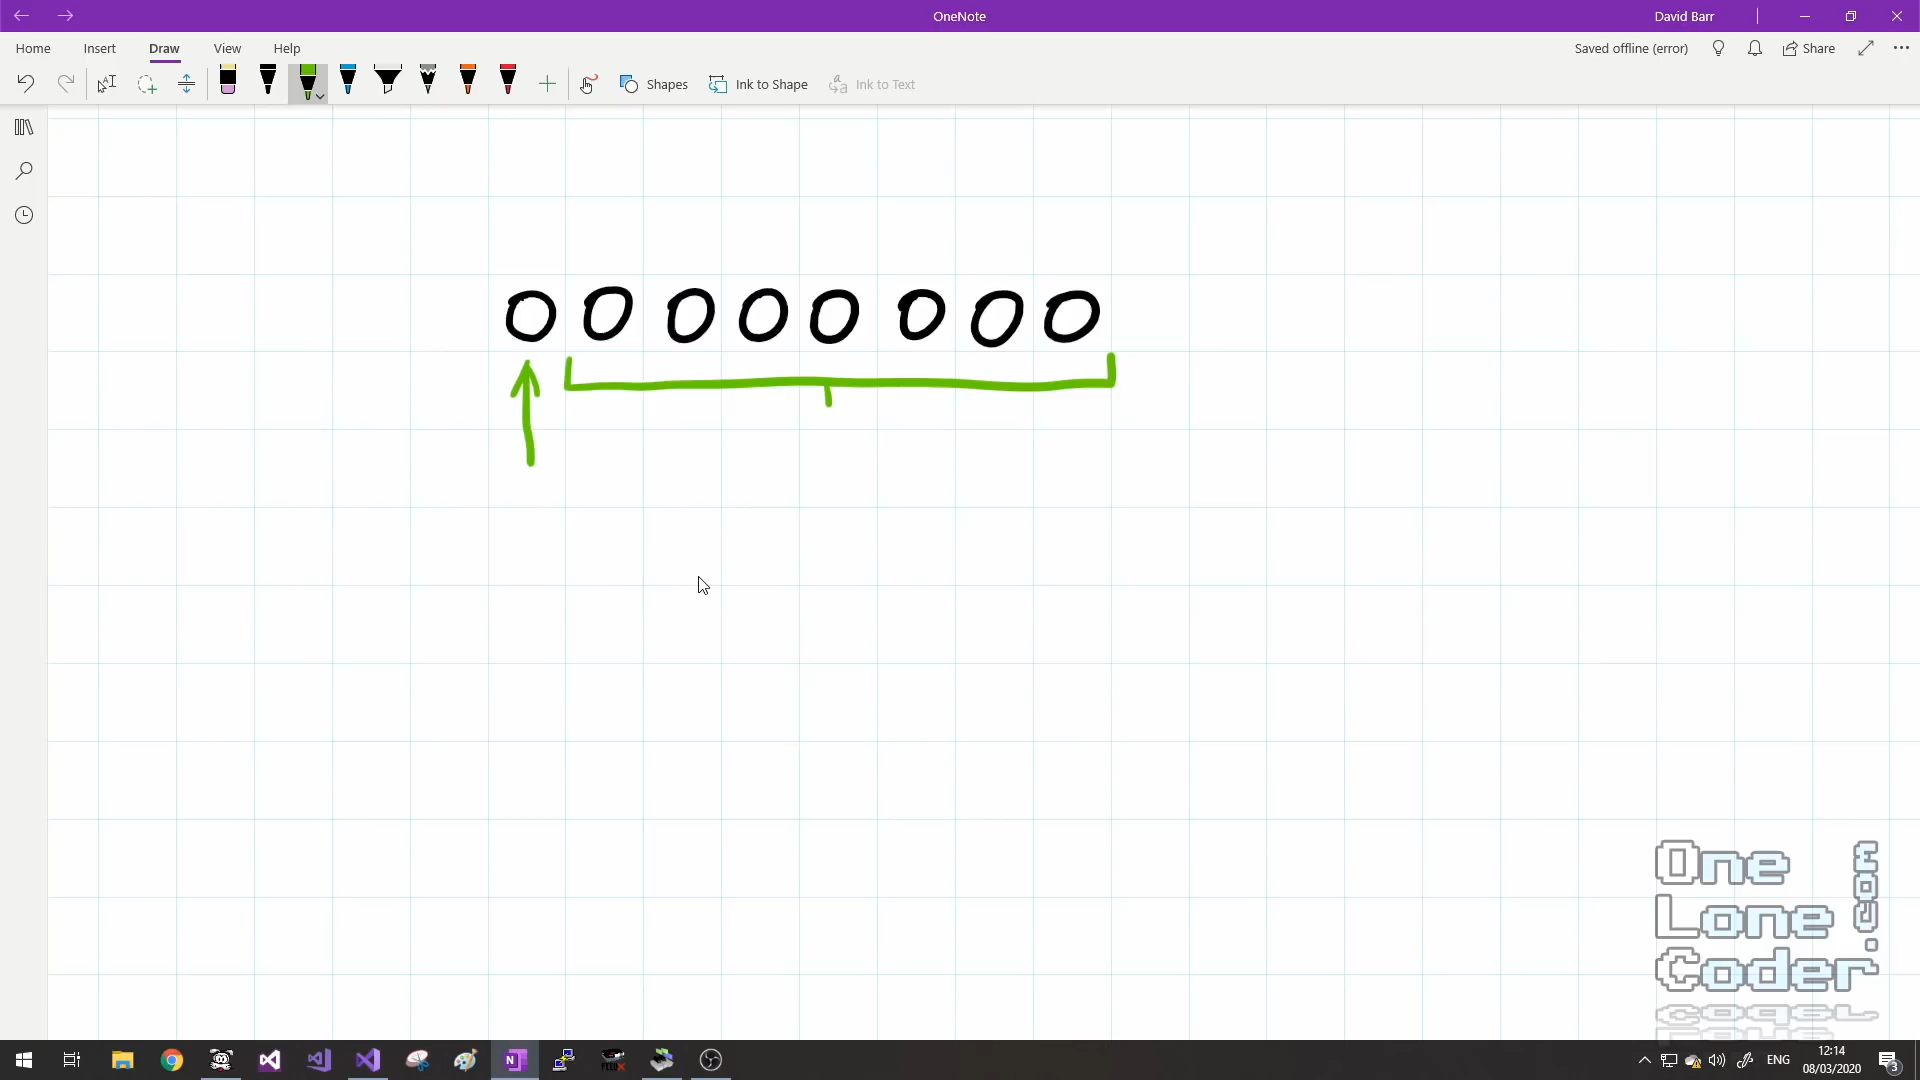 OneNote
David Barr
Home Insert Draw View Help
Saved offline (error)
Share
Shapes
Ink to Shape
Ink to Text
0 0 0 0 0 0 0 0
One
Lone
Coder
.com
ENG
12:14
08/03/2020
3